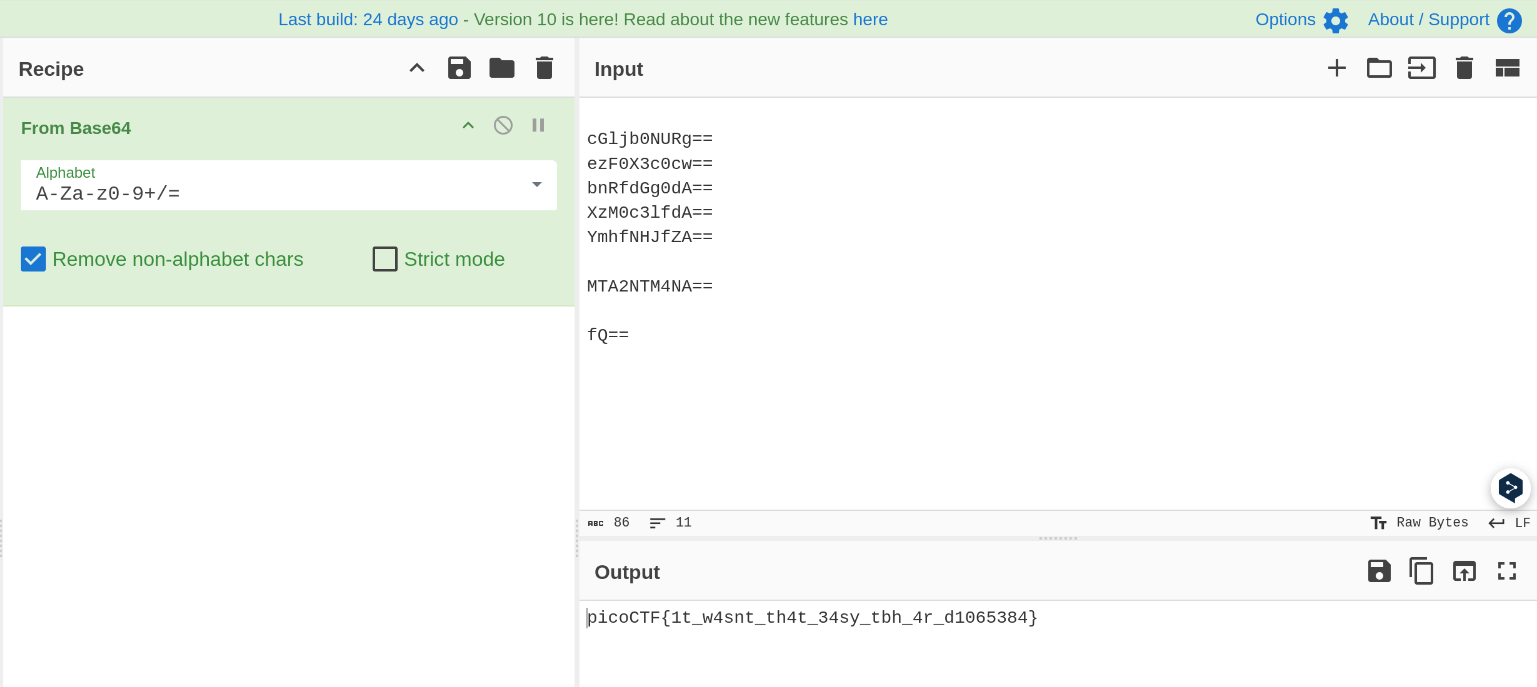 Last build: 24 days ago - Version 10 is here! Read about the new features here
Options
About / Support
Recipe
From Base64
Alphabet
A-Za-z0-9+/=
Remove non-alphabet chars
Strict mode
Input
cGljb0NURg==
ezF0X3c0cw==
bnRfdGg0dA==
XzM0c3lfdA==
YmhfNHJfZA==
MTA2NTM4NA==
fQ==
ABC 86
11
Tт Raw Bytes
LF
Output
picoCTF{1t_w4snt_th4t_34sy_tbh_4r_d1065384}